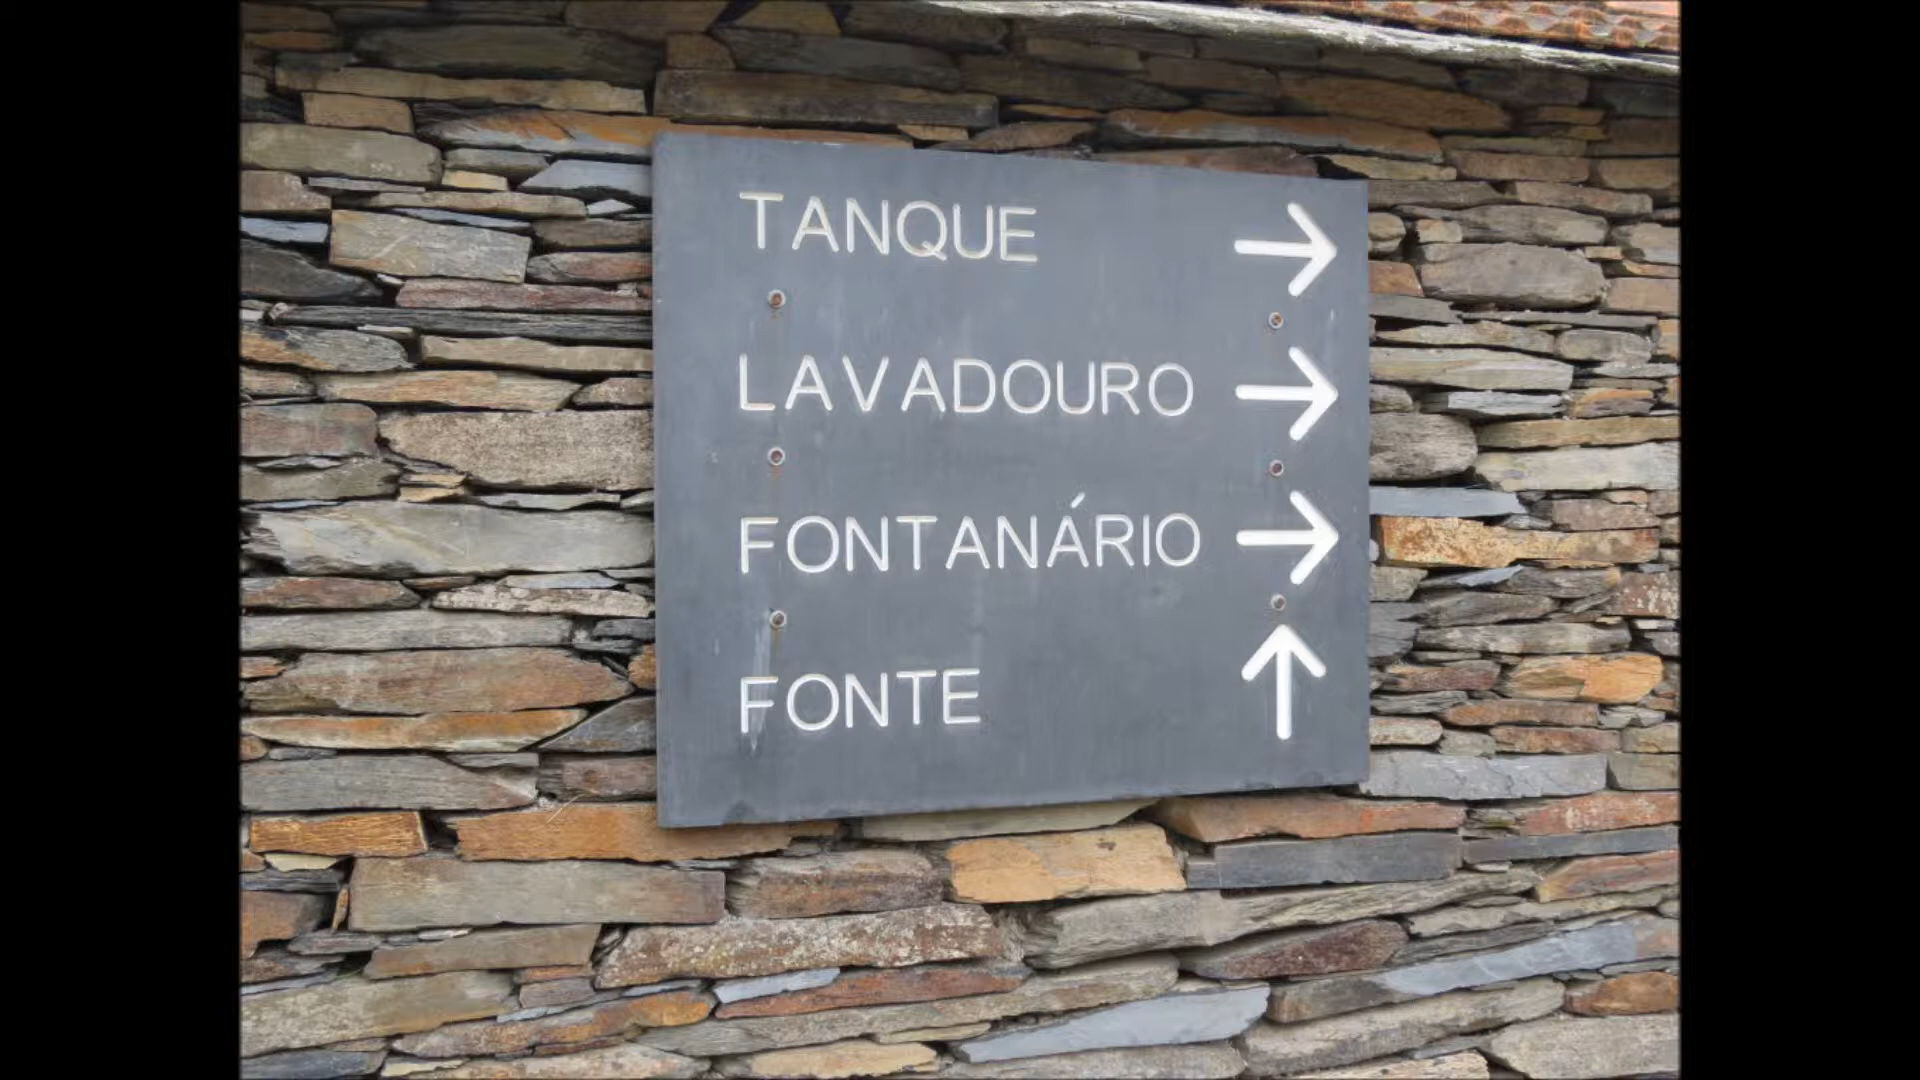 TANQUE →
LAVADOURO →
FONTANÁRIO →
FONTE ↑